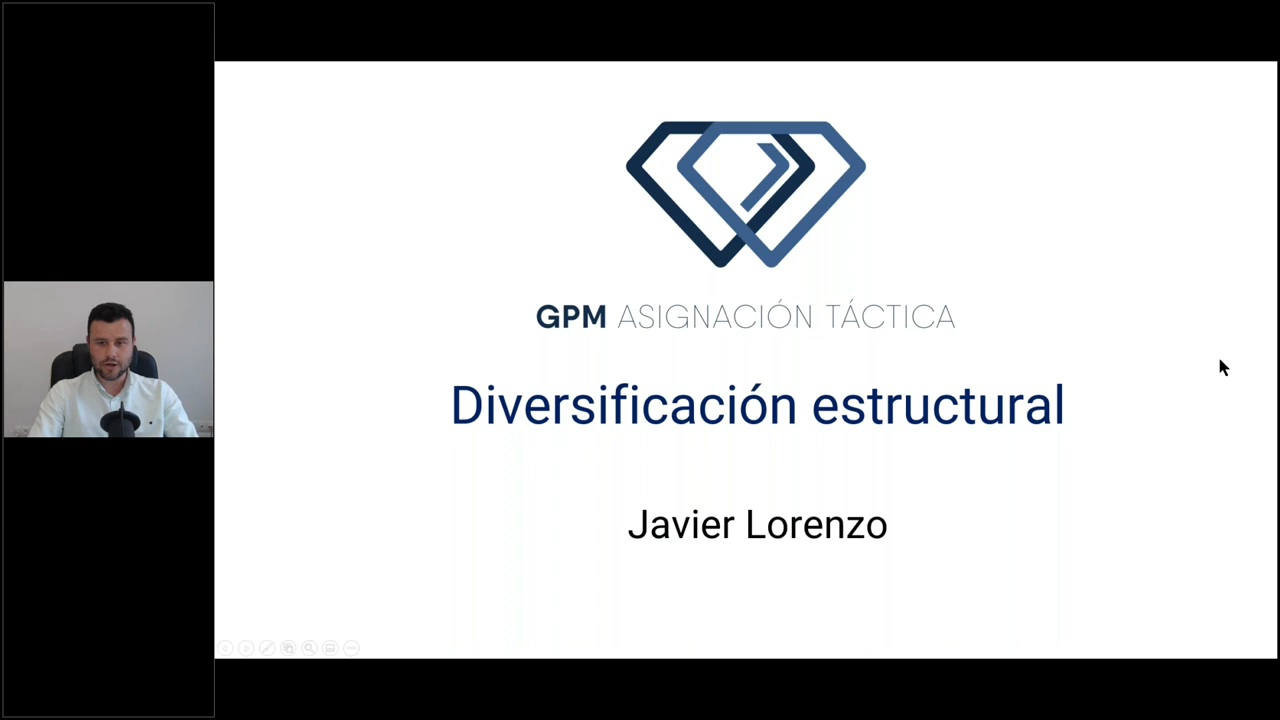 GPM ASIGNACIÓN TÁCTICA
Diversificación estructural
Javier Lorenzo